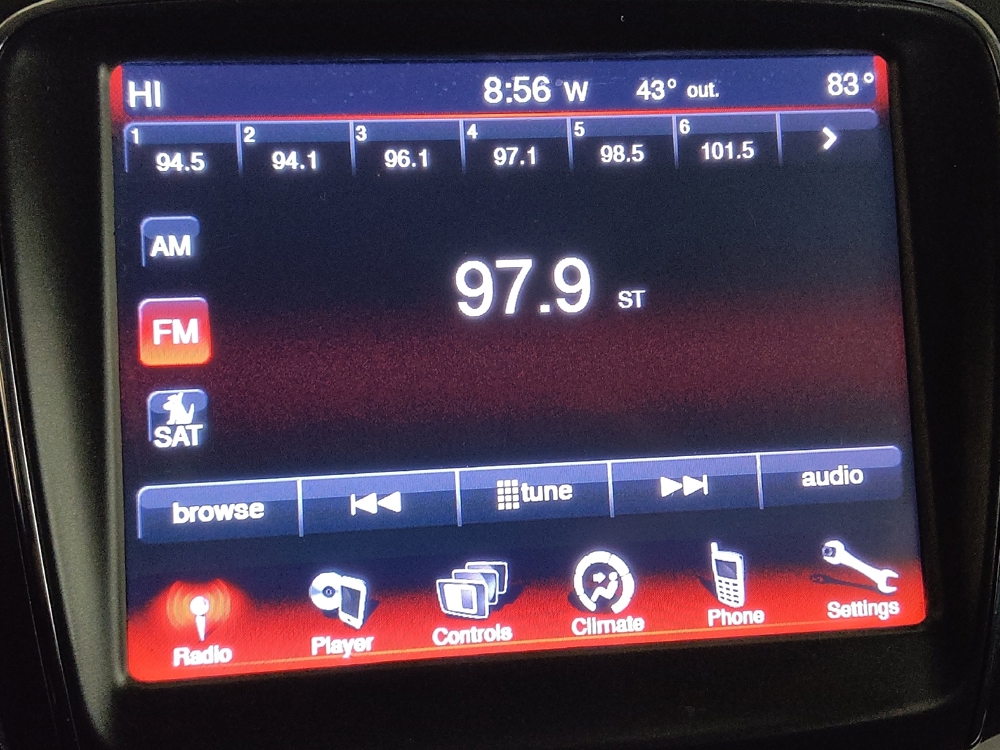 HI 8:56 W 43° out. 83°
1 2 3 4 5 6
94.5 94.1 96.1 97.1 98.5 101.5
AM
97.9 ST
FM
SAT
browse tune audio
Radio Player Controls Climate Phone Settings